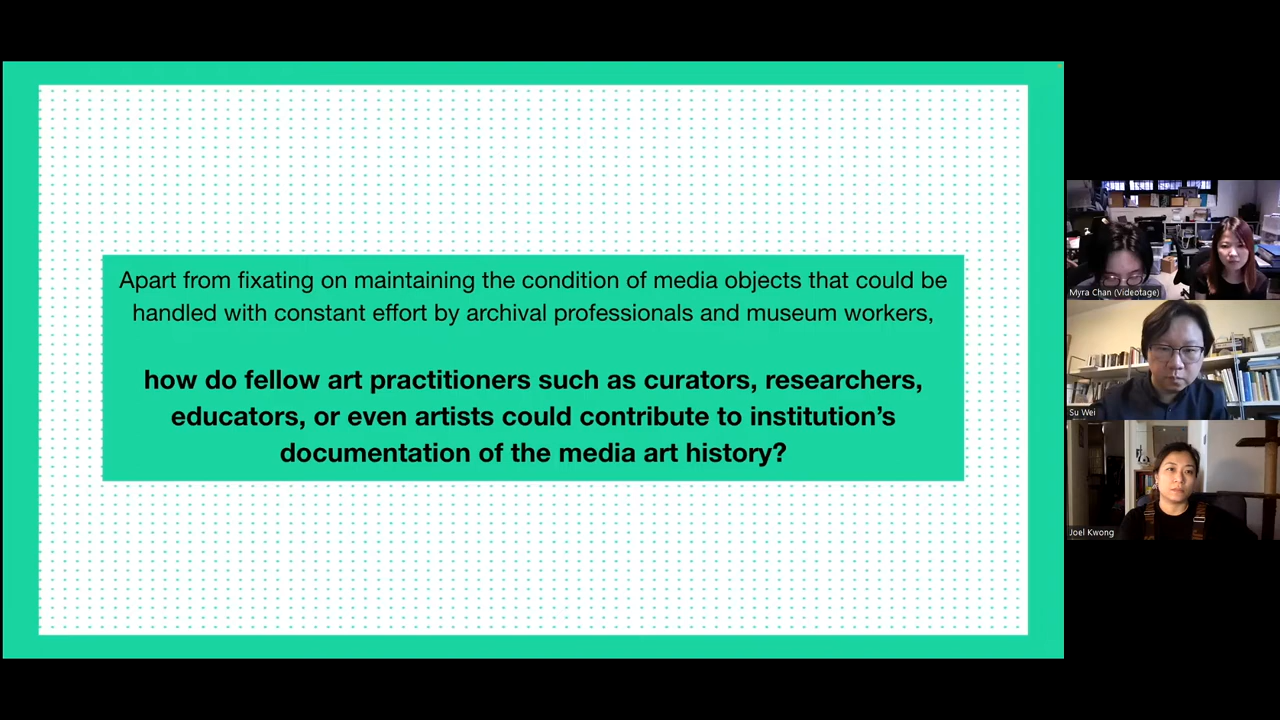 Apart from fixating on maintaining the condition of media objects that could be
handled with constant effort by archival professionals and museum workers,
how do fellow art practitioners such as curators, researchers,
educators, or even artists could contribute to institution’s
documentation of the media art history?
Myra Chan (Videotage)
Su Wei
Joel Kwong